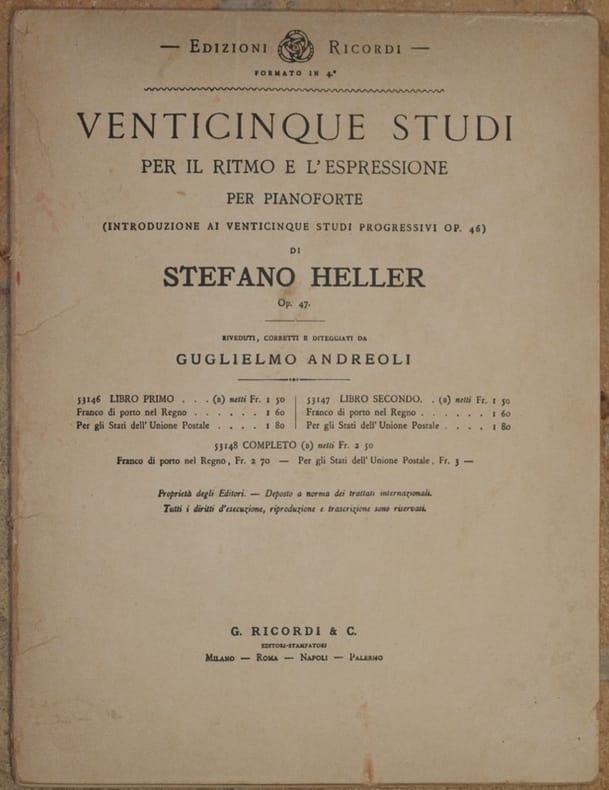 — EDIZIONI RICORDI —
FORMATO IN 4.º
VENTICINQUE STUDI
PER IL RITMO E L'ESPRESSIONE
PER PIANOFORTE
(INTRODUZIONE AI VENTICINQUE STUDI PROGRESSIVI OP. 46)
DI
STEFANO HELLER
Op. 47.
RIVEDUTI, CORRETTI E DITEGGIATI DA
GUGLIELMO ANDREOLI
53146 LIBRO PRIMO . . . (B) netti Fr. 1 50
Franco di porto nel Regno . . . . . . 1 60
Per gli Stati dell'Unione Postale . . . . 1 80
53147 LIBRO SECONDO. . (B) netti Fr. 1 50
Franco di porto nel Regno . . . . . . 1 60
Per gli Stati dell'Unione Postale . . . . 1 80
53148 COMPLETO (B) netti Fr. 2 50
Franco di porto nel Regno, Fr. 2 70 — Per gli Stati dell'Unione Postale, Fr. 3 —
Proprietà degli Editori. — Deposto a norma dei trattati internazionali.
Tutti i diritti d'esecuzione, riproduzione e trascrizione sono riservati.
G. RICORDI & C.
EDITORI-STAMPATORI
MILANO — ROMA — NAPOLI — PALERMO